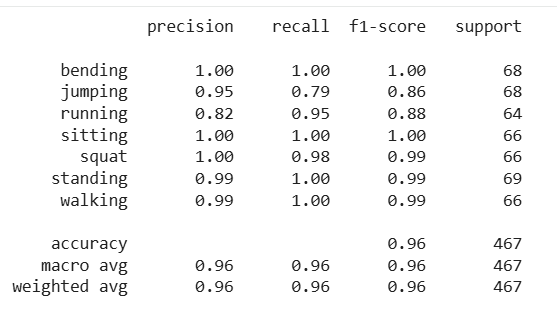 precision recall f1-score support
bending 1.00 1.00 1.00 68
jumping 0.95 0.79 0.86 68
running 0.82 0.95 0.88 64
sitting 1.00 1.00 1.00 66
squat 1.00 0.98 0.99 66
standing 0.99 1.00 0.99 69
walking 0.99 1.00 0.99 66
accuracy 0.96 467
macro avg 0.96 0.96 0.96 467
weighted avg 0.96 0.96 0.96 467